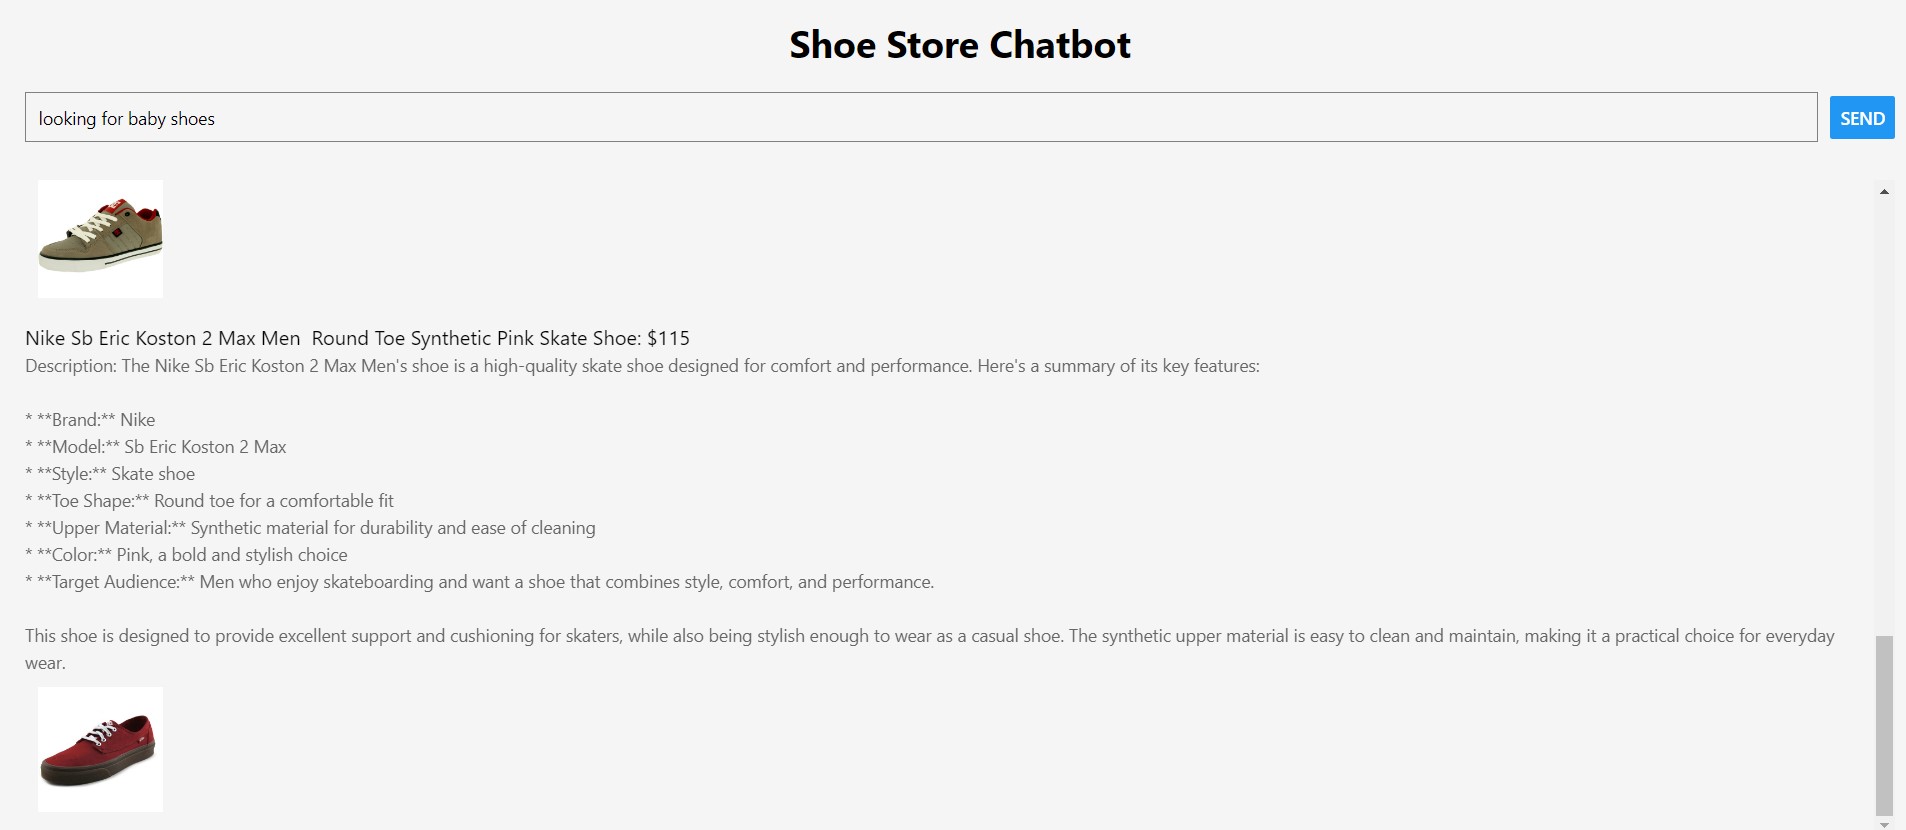 Shoe Store Chatbot
looking for baby shoes
SEND
Nike Sb Eric Koston 2 Max Men  Round Toe Synthetic Pink Skate Shoe: $115
Description: The Nike Sb Eric Koston 2 Max Men's shoe is a high-quality skate shoe designed for comfort and performance. Here's a summary of its key features:
* **Brand:** Nike
* **Model:** Sb Eric Koston 2 Max
* **Style:** Skate shoe
* **Toe Shape:** Round toe for a comfortable fit
* **Upper Material:** Synthetic material for durability and ease of cleaning
* **Color:** Pink, a bold and stylish choice
* **Target Audience:** Men who enjoy skateboarding and want a shoe that combines style, comfort, and performance.
This shoe is designed to provide excellent support and cushioning for skaters, while also being stylish enough to wear as a casual shoe. The synthetic upper material is easy to clean and maintain, making it a practical choice for everyday
wear.